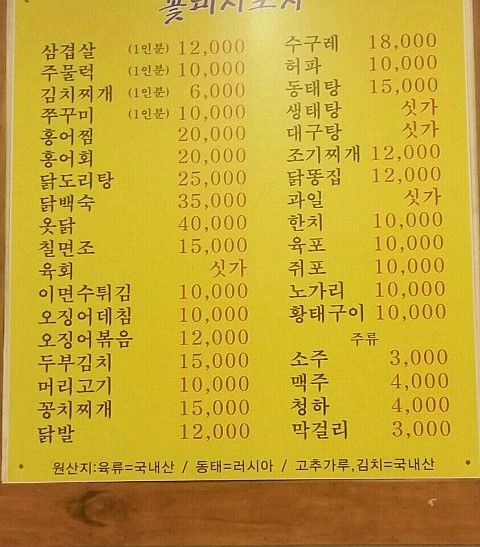 삼겹살 (1인분) 12,000
주물럭 (1인분) 10,000
김치찌개 (1인분) 6,000
쭈꾸미 (1인분) 10,000
홍어찜 20,000
홍어회 20,000
닭도리탕 25,000
닭백숙 35,000
옷닭 40,000
칠면조 15,000
육회 싯가
이면수튀김 10,000
오징어데침 10,000
오징어볶음 12,000
두부김치 15,000
머리고기 10,000
꽁치찌개 15,000
닭발 12,000
수구레 18,000
허파 10,000
동태탕 15,000
생태탕 싯가
대구탕 싯가
조기찌개 12,000
닭똥집 12,000
과일 싯가
한치 10,000
육포 10,000
쥐포 10,000
노가리 10,000
황태구이 10,000
주류
소주 3,000
맥주 4,000
청하 4,000
막걸리 3,000
원산지:육류=국내산 / 동태=러시아 / 고추가루,김치=국내산